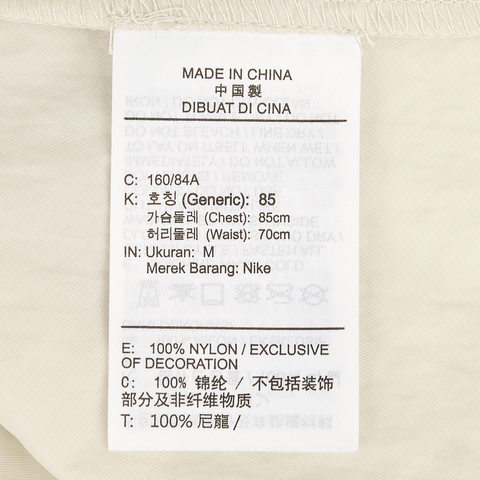 MADE IN CHINA
中国製
DIBUAT DI CINA
C: 160/84A
K: 호칭 (Generic): 85
가슴둘레 (Chest): 85cm
허리둘레 (Waist): 70cm
IN: Ukuran: M
Merek Barang: Nike
E: 100% NYLON / EXCLUSIVE
OF DECORATION
C: 100% 锦纶 / 不包括装饰
部分及非纤维物质
T: 100% 尼龍 /